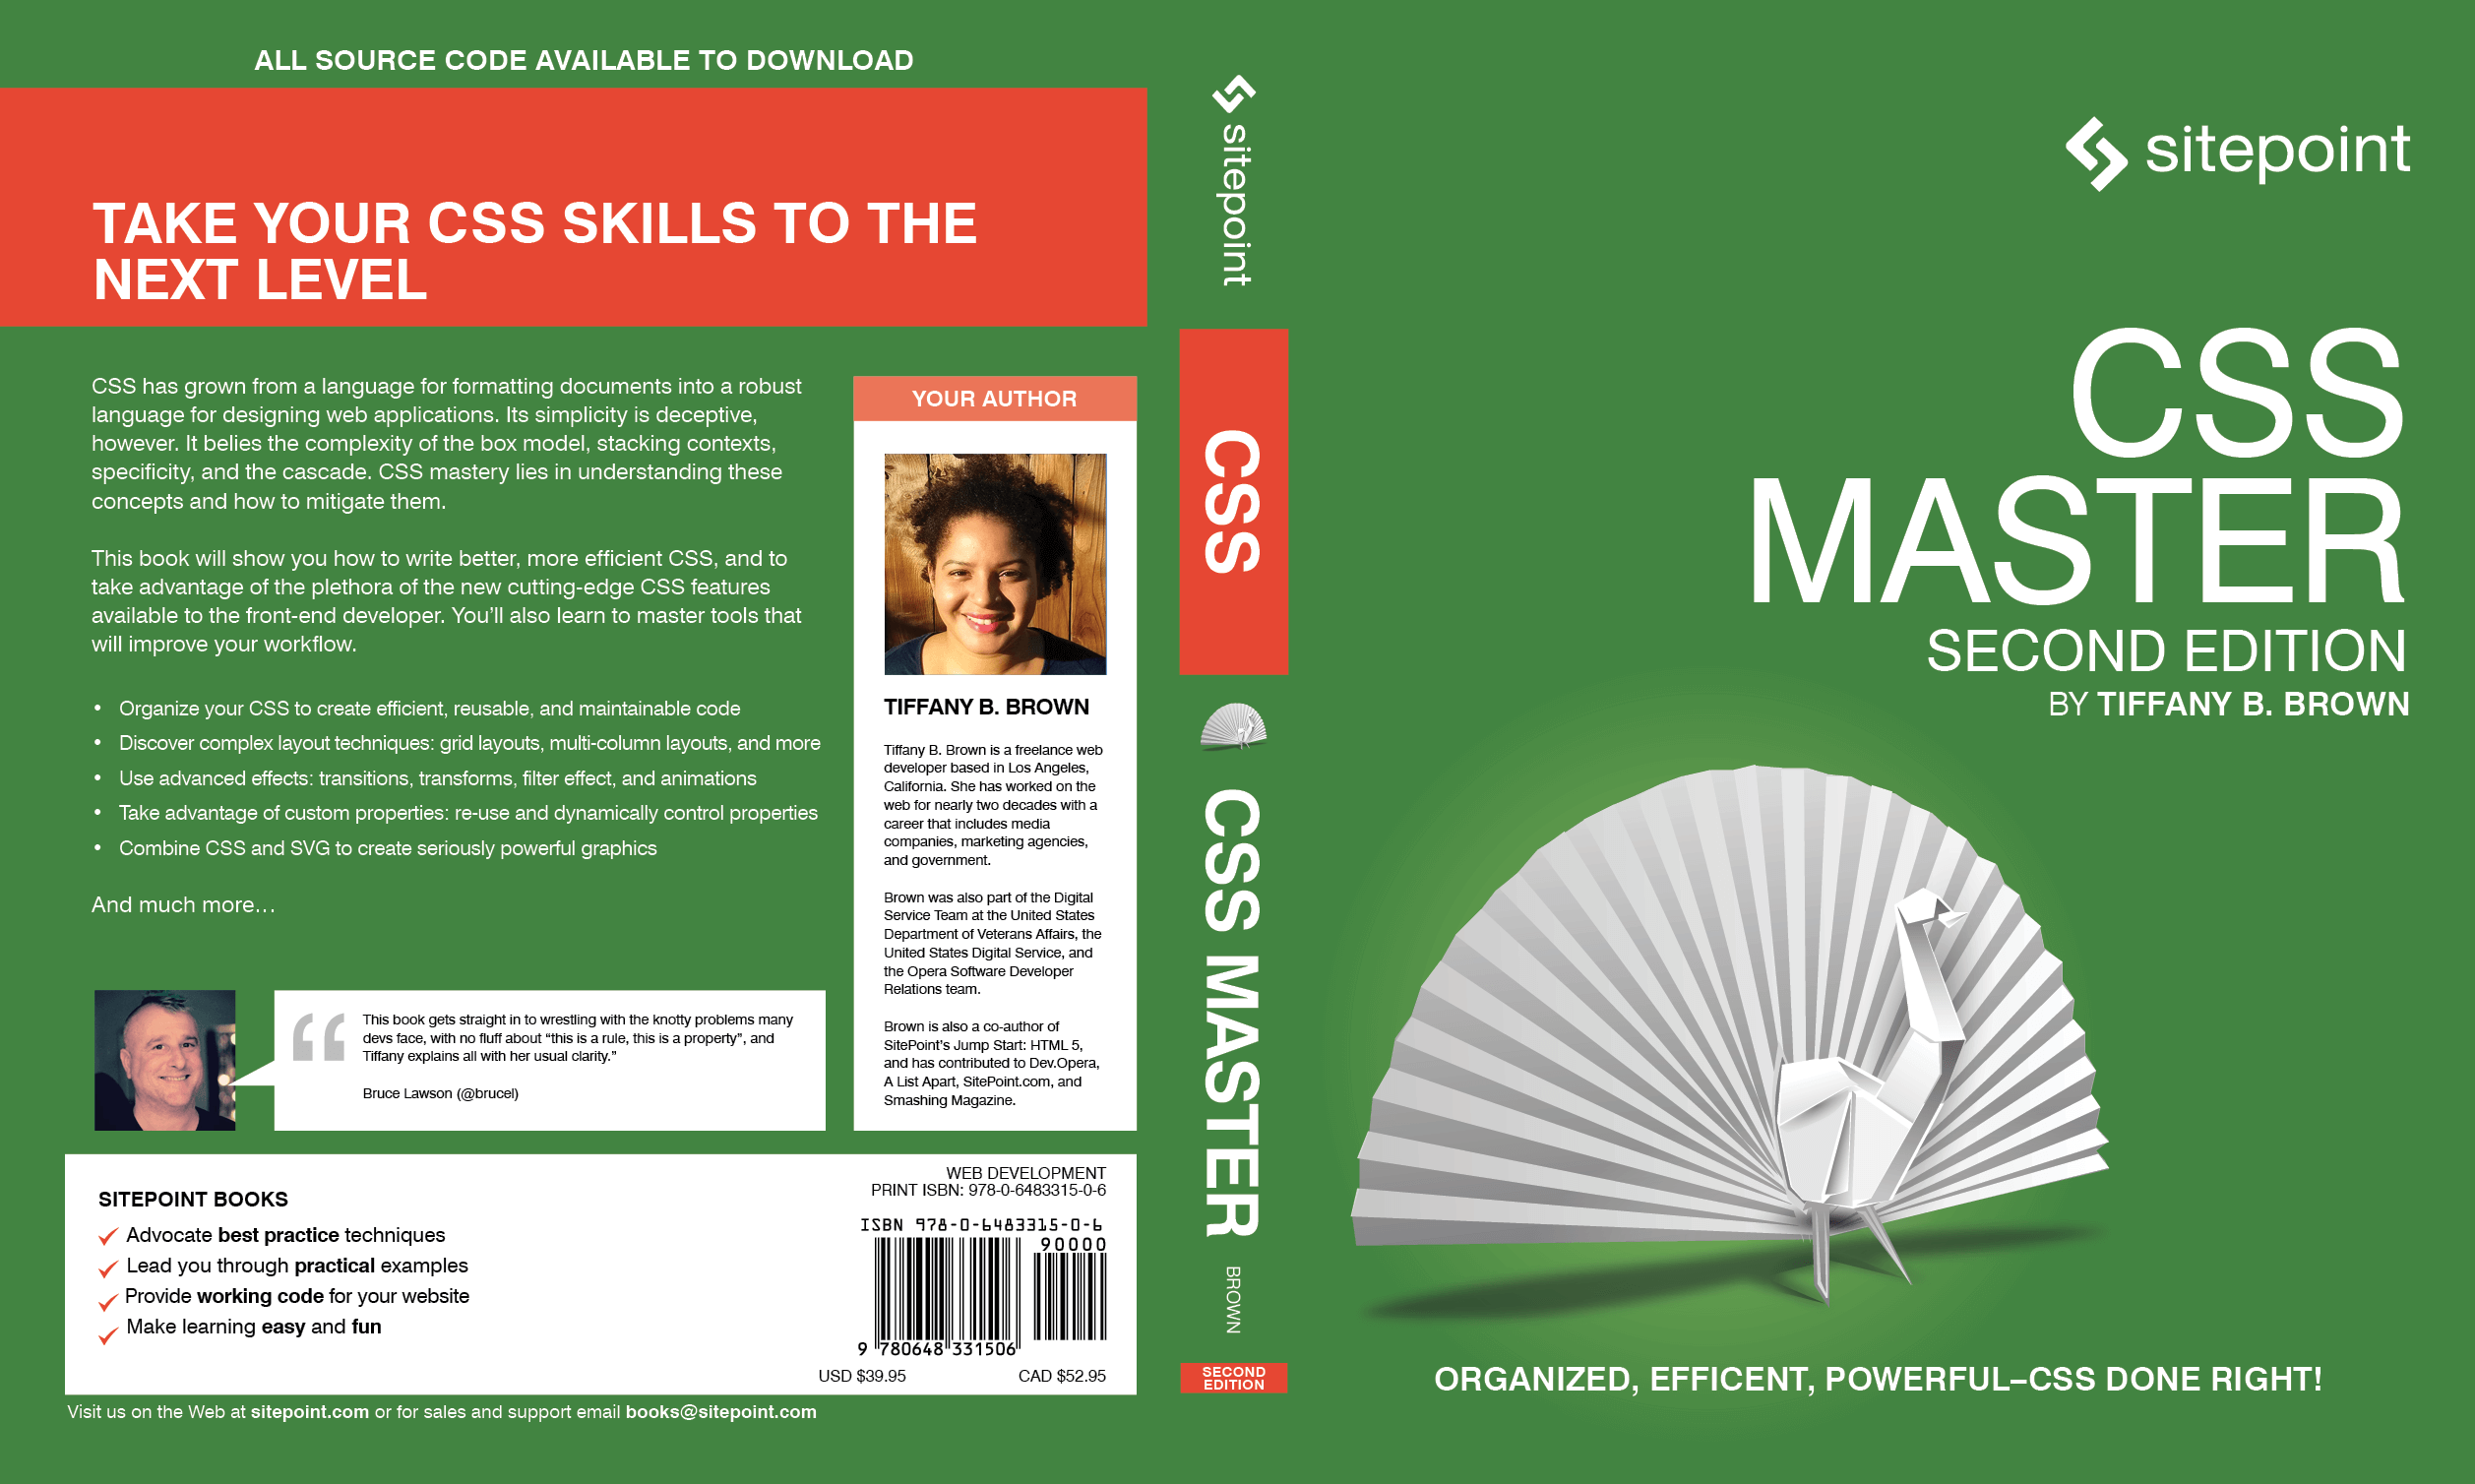 ALL SOURCE CODE AVAILABLE TO DOWNLOAD
TAKE YOUR CSS SKILLS TO THE
NEXT LEVEL
CSS has grown from a language for formatting documents into a robust
language for designing web applications. Its simplicity is deceptive,
however. It belies the complexity of the box model, stacking contexts,
specificity, and the cascade. CSS mastery lies in understanding these
concepts and how to mitigate them.
This book will show you how to write better, more efficient CSS, and to
take advantage of the plethora of the new cutting-edge CSS features
available to the front-end developer. You’ll also learn to master tools that
will improve your workflow.
• Organize your CSS to create efficient, reusable, and maintainable code
• Discover complex layout techniques: grid layouts, multi-column layouts, and more
• Use advanced effects: transitions, transforms, filter effect, and animations
• Take advantage of custom properties: re-use and dynamically control properties
• Combine CSS and SVG to create seriously powerful graphics
And much more…
“
This book gets straight in to wrestling with the knotty problems many
devs face, with no fluff about “this is a rule, this is a property”, and
Tiffany explains all with her usual clarity.”
Bruce Lawson (@brucel)
YOUR AUTHOR
TIFFANY B. BROWN
Tiffany B. Brown is a freelance web
developer based in Los Angeles,
California. She has worked on the
web for nearly two decades with a
career that includes media
companies, marketing agencies,
and government.
Brown was also part of the Digital
Service Team at the United States
Department of Veterans Affairs, the
United States Digital Service, and
the Opera Software Developer
Relations team.
Brown is also a co-author of
SitePoint’s Jump Start: HTML 5,
and has contributed to Dev.Opera,
A List Apart, SitePoint.com, and
Smashing Magazine.
SITEPOINT BOOKS
Advocate best practice techniques
Lead you through practical examples
Provide working code for your website
Make learning easy and fun
WEB DEVELOPMENT
PRINT ISBN: 978-0-6483315-0-6
ISBN 978-0-6483315-0-6
90000
9 780648 331506
USD $39.95 CAD $52.95
Visit us on the Web at sitepoint.com or for sales and support email books@sitepoint.com
sitepoint
CSS
CSS MASTER
BROWN
SECOND
EDITION
sitepoint
CSS
MASTER
SECOND EDITION
BY TIFFANY B. BROWN
ORGANIZED, EFFICENT, POWERFUL–CSS DONE RIGHT!